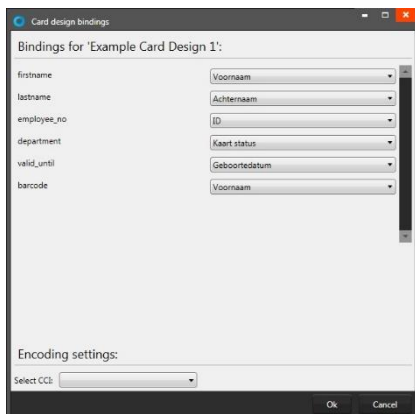 Card design bindings
Bindings for 'Example Card Design 1':
firstname Voornaam
lastname Achternaam
employee_no ID
department Kaart status
valid_until Geboortedatum
barcode Voornaam
Encoding settings:
Select CCI:
Ok Cancel